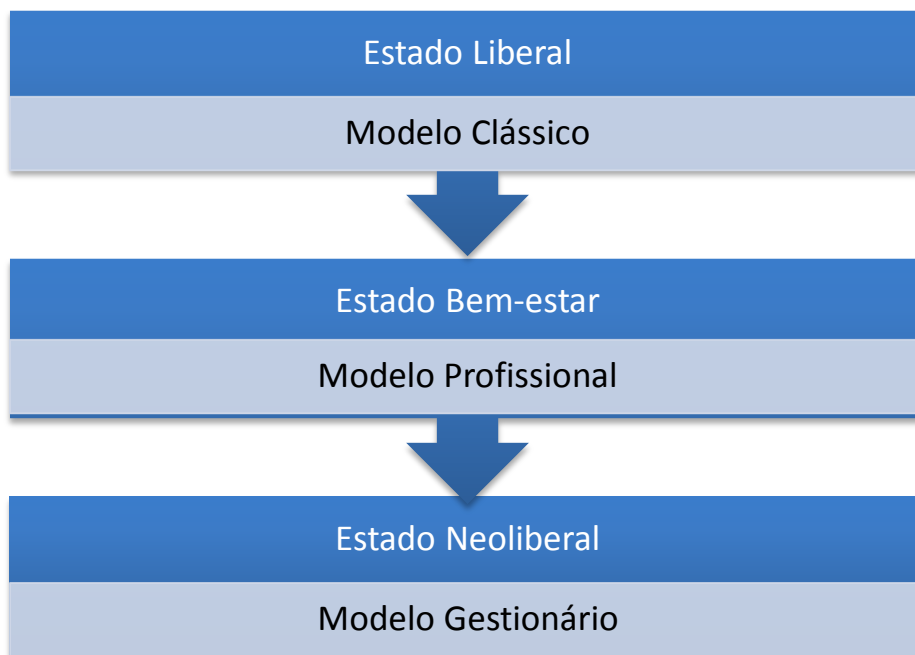 Estado Liberal
Modelo Clássico
Estado Bem-estar
Modelo Profissional
Estado Neoliberal
Modelo Gestionário